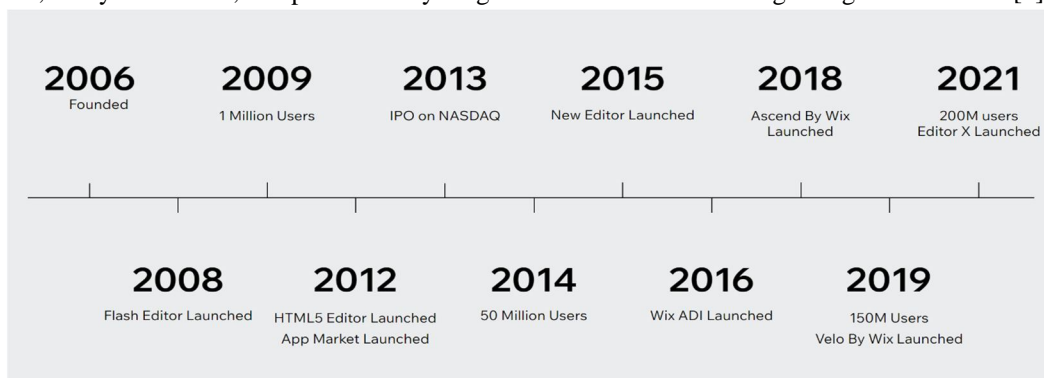 2006
Founded
2009
1 Million Users
2013
IPO on NASDAQ
2015
New Editor Launched
2018
Ascend By Wix
Launched
2021
200M users
Editor X Launched
2008
Flash Editor Launched
2012
HTML5 Editor Launched
App Market Launched
2014
50 Million Users
2016
Wix ADI Launched
2019
150M Users
Velo By Wix Launched